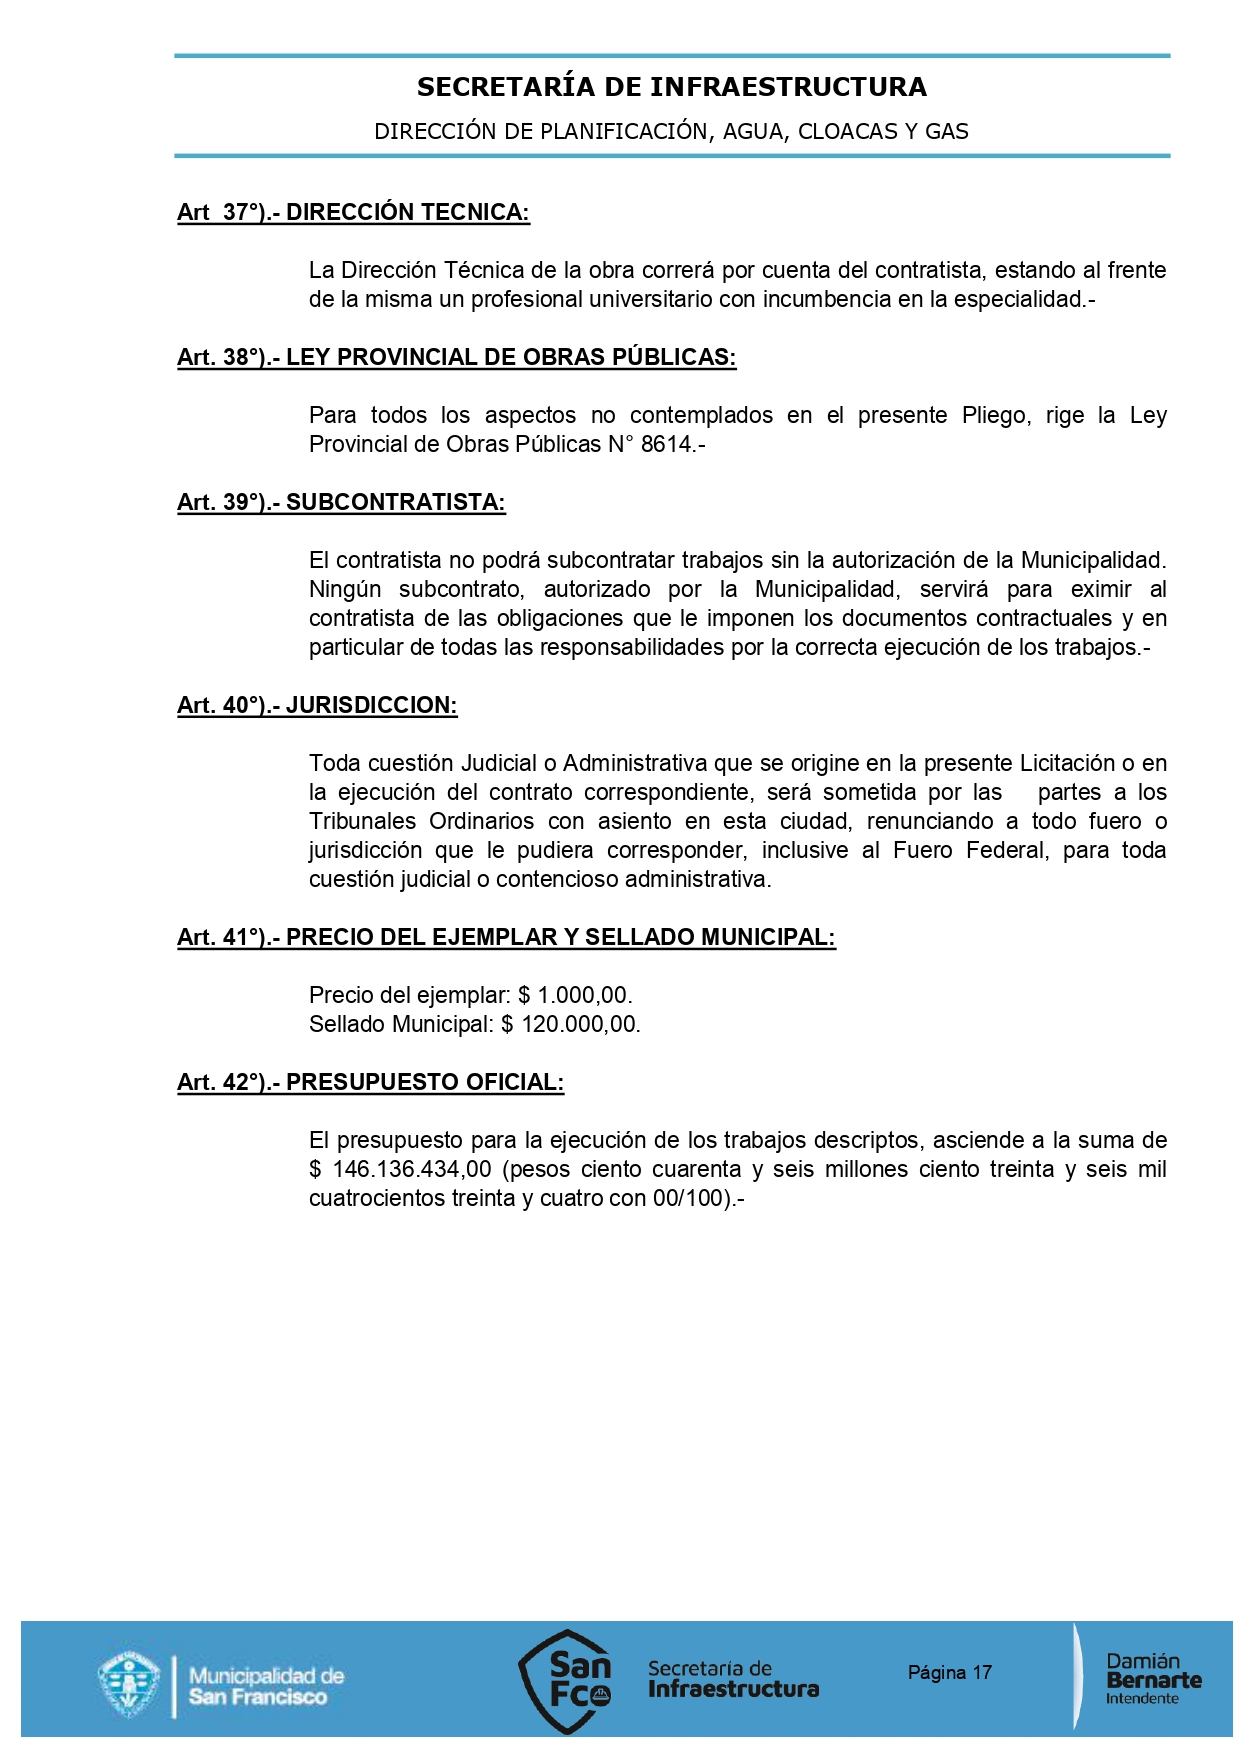 SECRETARÍA DE INFRAESTRUCTURA
DIRECCIÓN DE PLANIFICACIÓN, AGUA, CLOACAS Y GAS
Art  37°).- DIRECCIÓN TECNICA:
La Dirección Técnica de la obra correrá por cuenta del contratista, estando al frente
de la misma un profesional universitario con incumbencia en la especialidad.-
Art. 38°).- LEY PROVINCIAL DE OBRAS PÚBLICAS:
Para todos los aspectos no contemplados en el presente Pliego, rige la Ley
Provincial de Obras Públicas N° 8614.-
Art. 39°).- SUBCONTRATISTA:
El contratista no podrá subcontratar trabajos sin la autorización de la Municipalidad.
Ningún subcontrato, autorizado por la Municipalidad, servirá para eximir al
contratista de las obligaciones que le imponen los documentos contractuales y en
particular de todas las responsabilidades por la correcta ejecución de los trabajos.-
Art. 40°).- JURISDICCION:
Toda cuestión Judicial o Administrativa que se origine en la presente Licitación o en
la ejecución del contrato correspondiente, será sometida por las   partes a los
Tribunales Ordinarios con asiento en esta ciudad, renunciando a todo fuero o
jurisdicción que le pudiera corresponder, inclusive al Fuero Federal, para toda
cuestión judicial o contencioso administrativa.
Art. 41°).- PRECIO DEL EJEMPLAR Y SELLADO MUNICIPAL:
Precio del ejemplar: $ 1.000,00.
Sellado Municipal: $ 120.000,00.
Art. 42°).- PRESUPUESTO OFICIAL:
El presupuesto para la ejecución de los trabajos descriptos, asciende a la suma de
$ 146.136.434,00 (pesos ciento cuarenta y seis millones ciento treinta y seis mil
cuatrocientos treinta y cuatro con 00/100).-
Municipalidad de
San Francisco
San
Fco
Secretaría de
Infraestructura
Página 17
Damián
Bernarte
Intendente